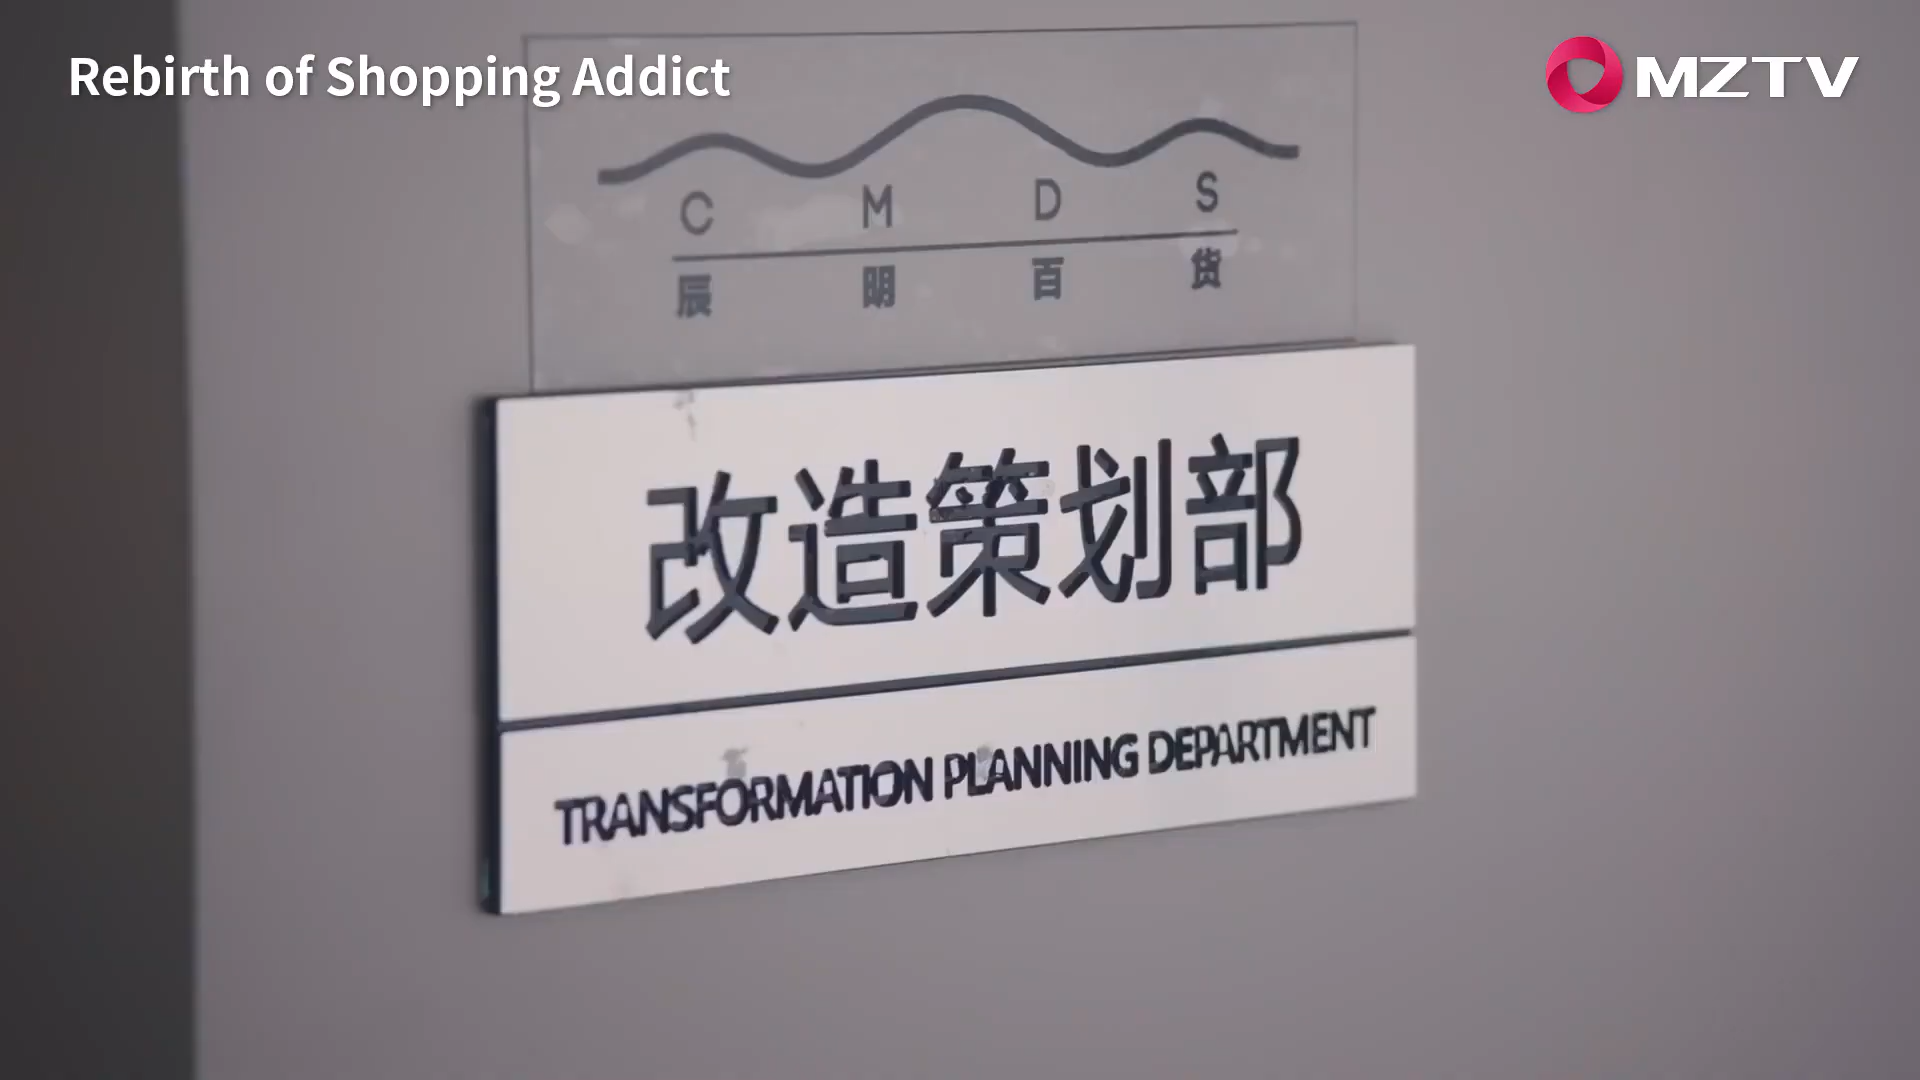 Rebirth of Shopping Addict
MZTV
C M D S
辰 明 百 货
改造策划部
TRANSFORMATION PLANNING DEPARTMENT